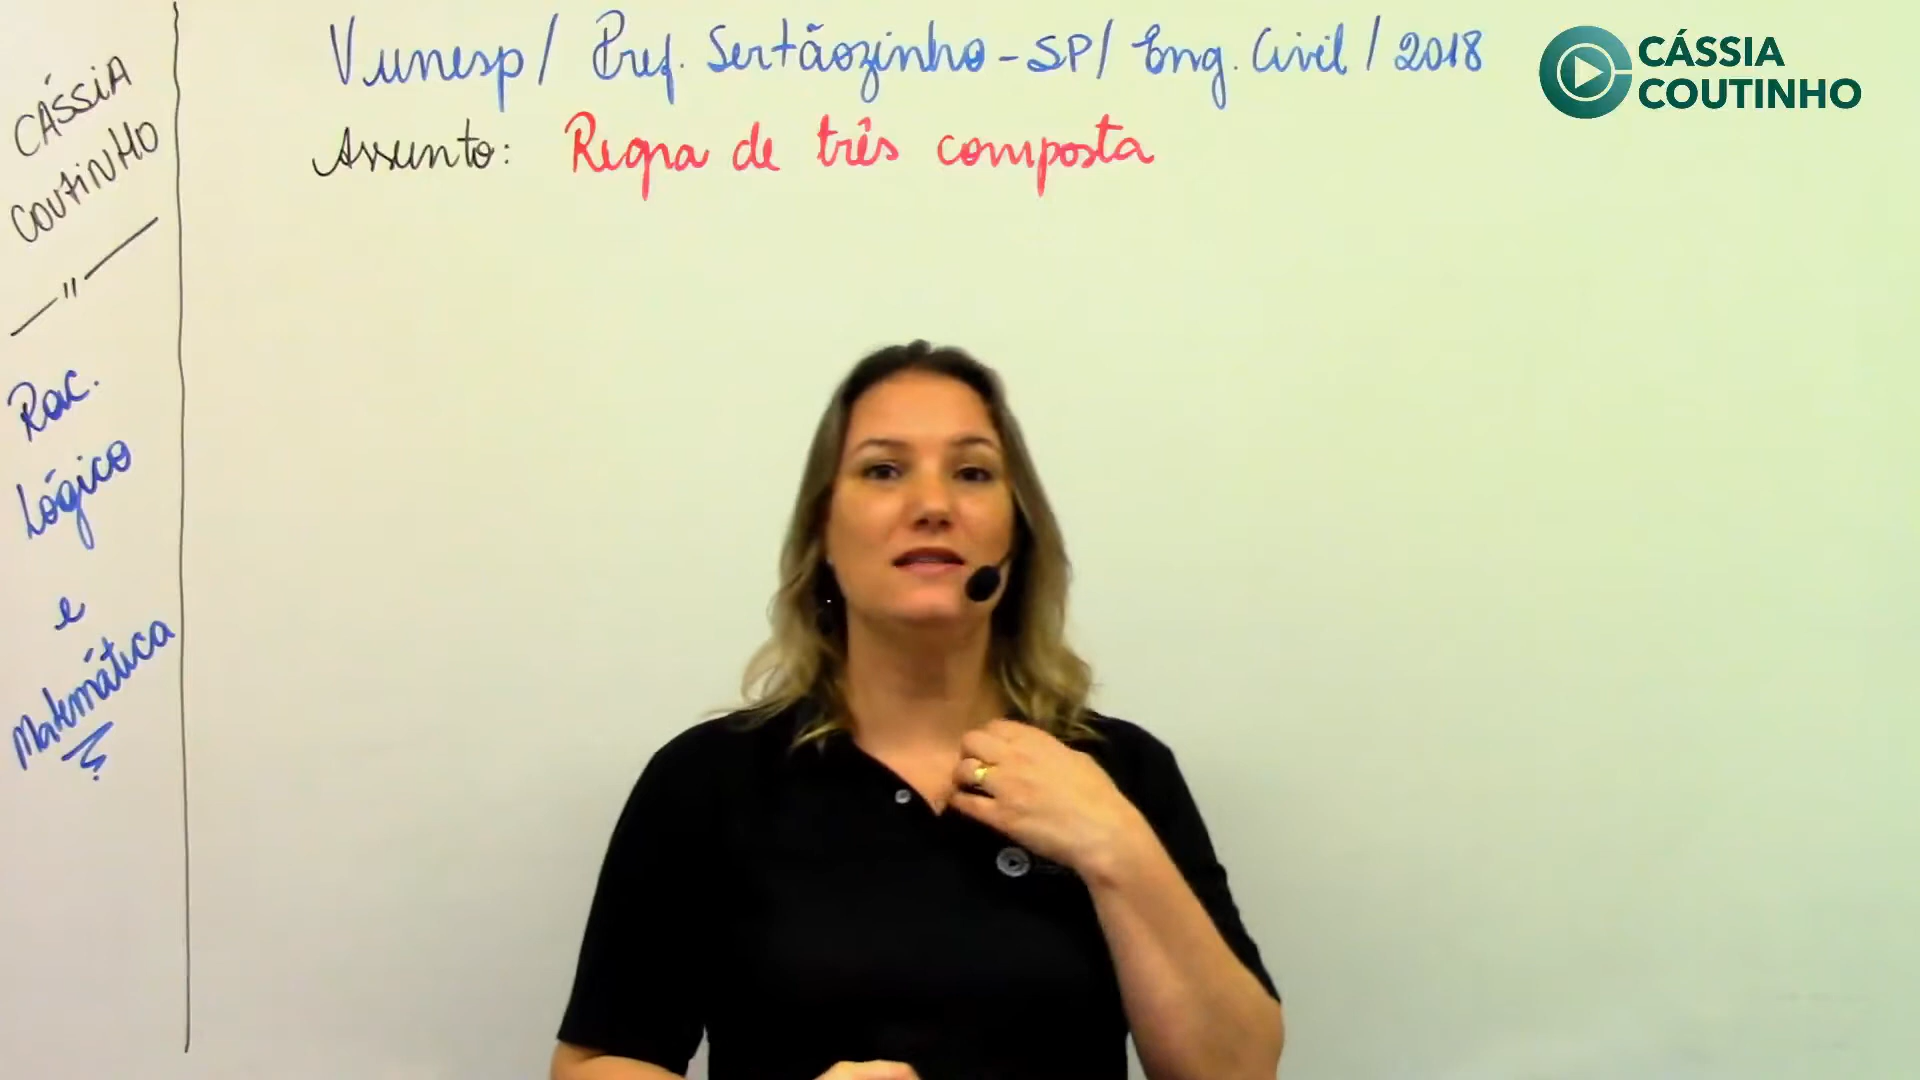 CÁSSIA
COUTINHO
— " —
Rac.
Lógico
e
Matemática
Vunesp / Pref. Sertãozinho - SP / Eng. Civil / 2018
Assunto: Regra de três composta
CÁSSIA
COUTINHO